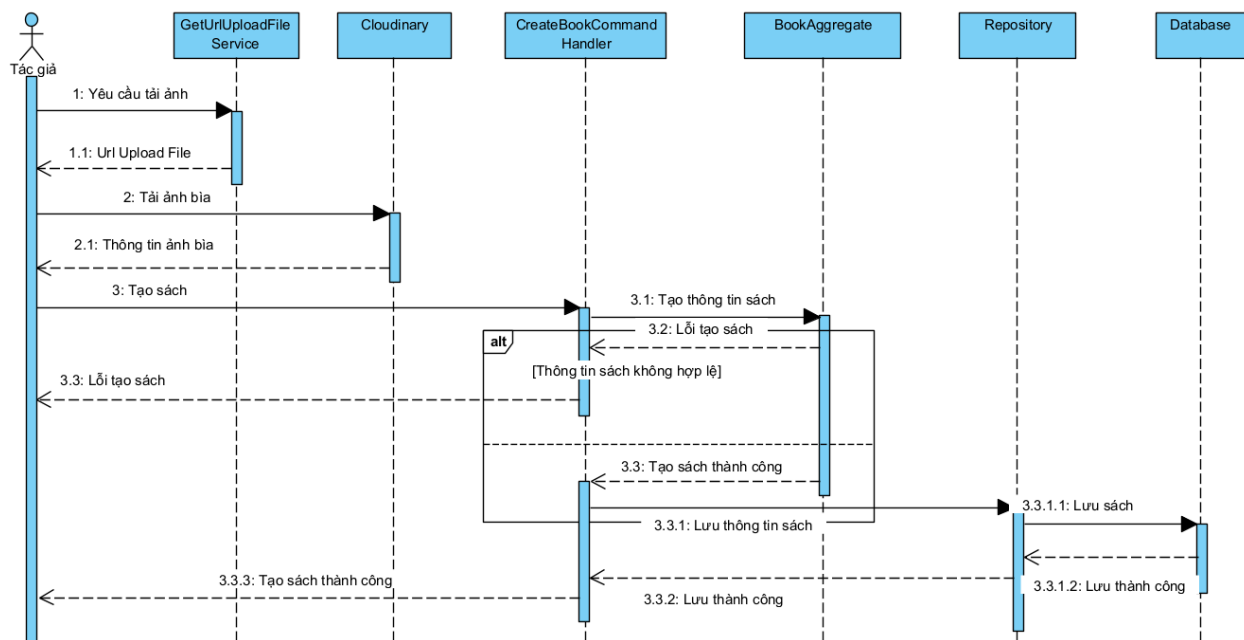 GetUrlUploadFile
Service
Cloudinary
CreateBookCommand
Handler
BookAggregate
Repository
Database
Tác giả
1: Yêu cầu tải ảnh
1.1: Url Upload File
2: Tải ảnh bìa
2.1: Thông tin ảnh bìa
3: Tạo sách
3.1: Tạo thông tin sách
alt
3.2: Lỗi tạo sách
[Thông tin sách không hợp lệ]
3.3: Lỗi tạo sách
3.3: Tạo sách thành công
3.3.1: Lưu thông tin sách
3.3.1.1: Lưu sách
3.3.1.2: Lưu thành công
3.3.2: Lưu thành công
3.3.3: Tạo sách thành công